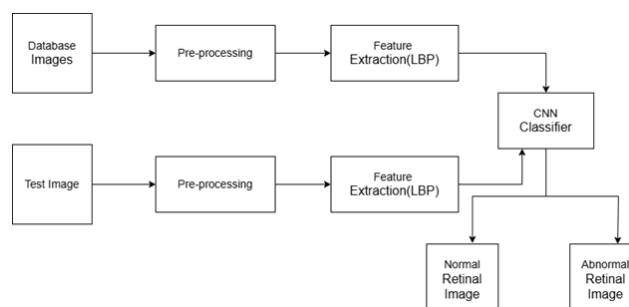 Database
Images
Pre-processing
Feature
Extraction(LBP)
CNN
Classifier
Test Image
Pre-processing
Feature
Extraction(LBP)
Normal
Retinal
Image
Abnormal
Retinal
Image